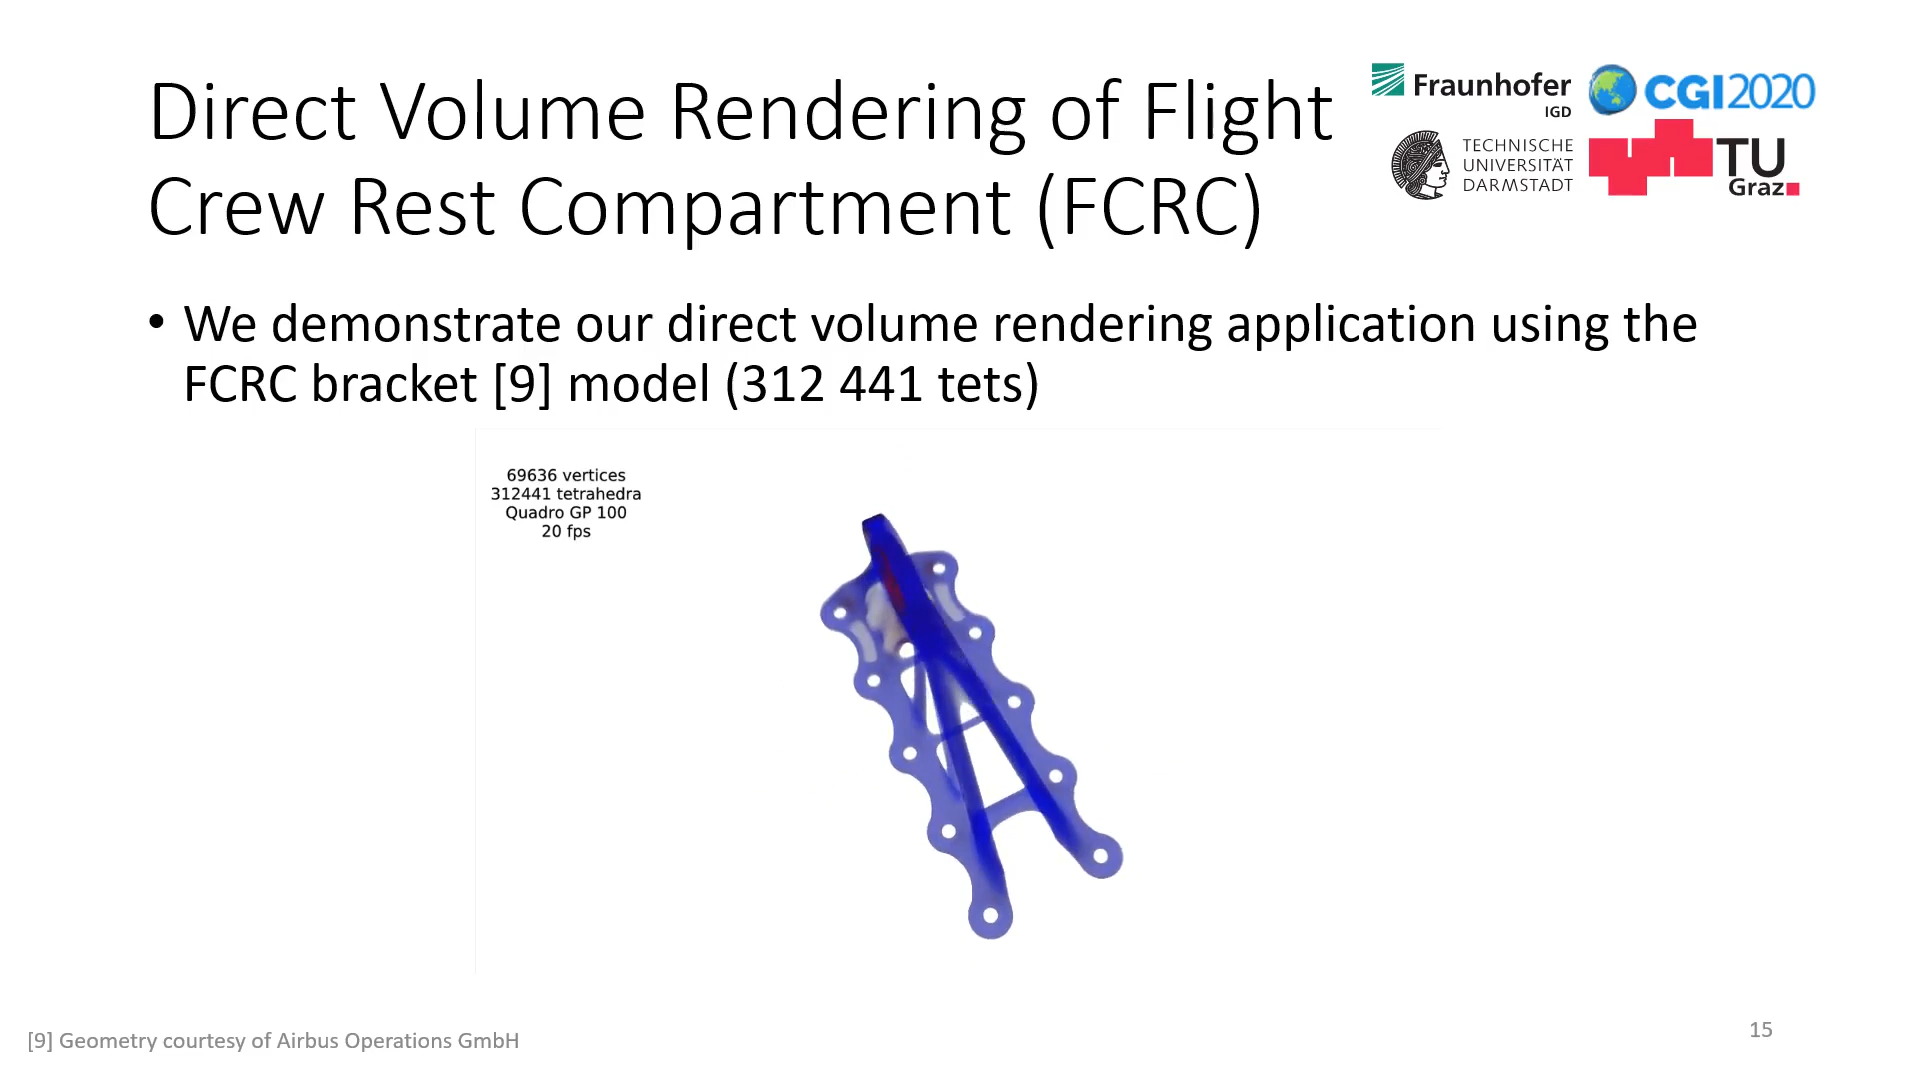 Direct Volume Rendering of Flight
Crew Rest Compartment (FCRC)
Fraunhofer
IGD
CGI2020
TECHNISCHE
UNIVERSITÄT
DARMSTADT
TU
Graz
• We demonstrate our direct volume rendering application using the
FCRC bracket [9] model (312 441 tets)
69636 vertices
312441 tetrahedra
Quadro GP 100
20 fps
[9] Geometry courtesy of Airbus Operations GmbH
15